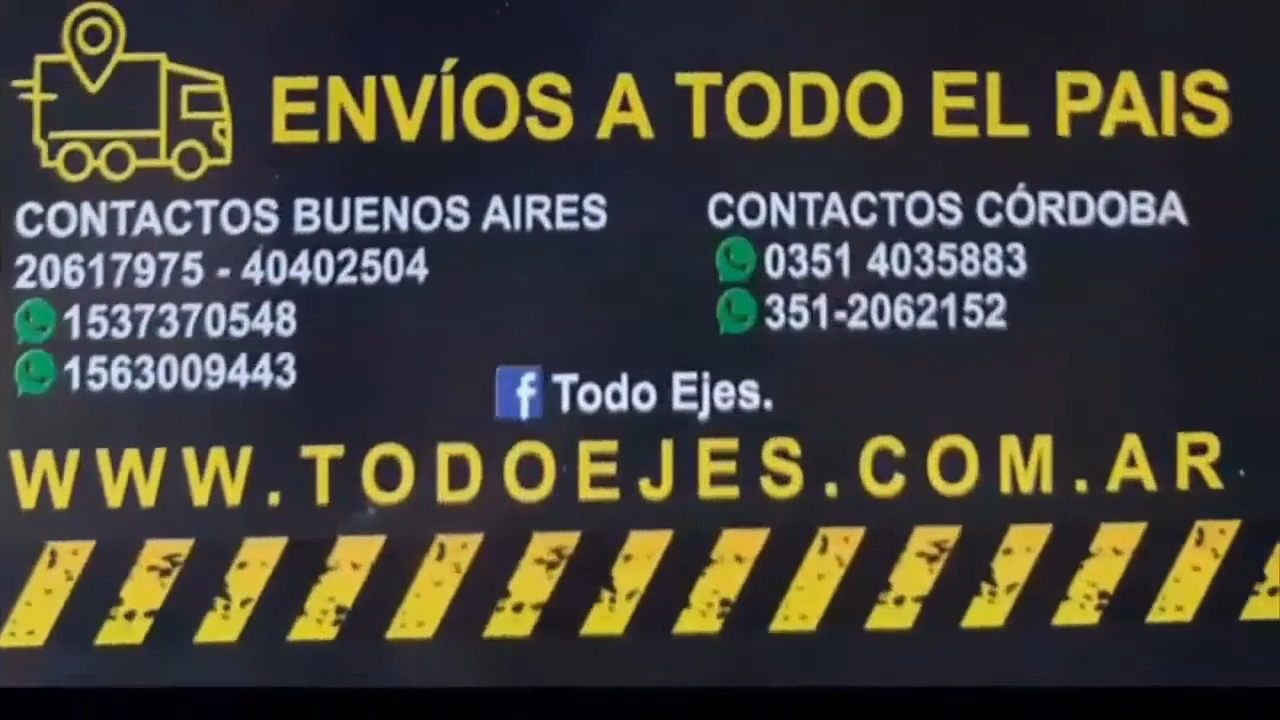 ENVÍOS A TODO EL PAIS
CONTACTOS BUENOS AIRES
20617975 - 40402504
1537370548
1563009443
CONTACTOS CÓRDOBA
0351 4035883
351-2062152
Todo Ejes.
WWW.TODOEJES.COM.AR